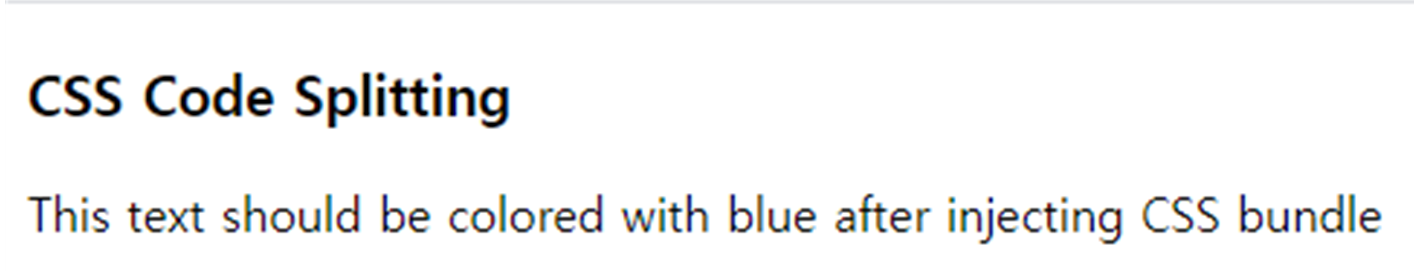 CSS Code Splitting
This text should be colored with blue after injecting CSS bundle